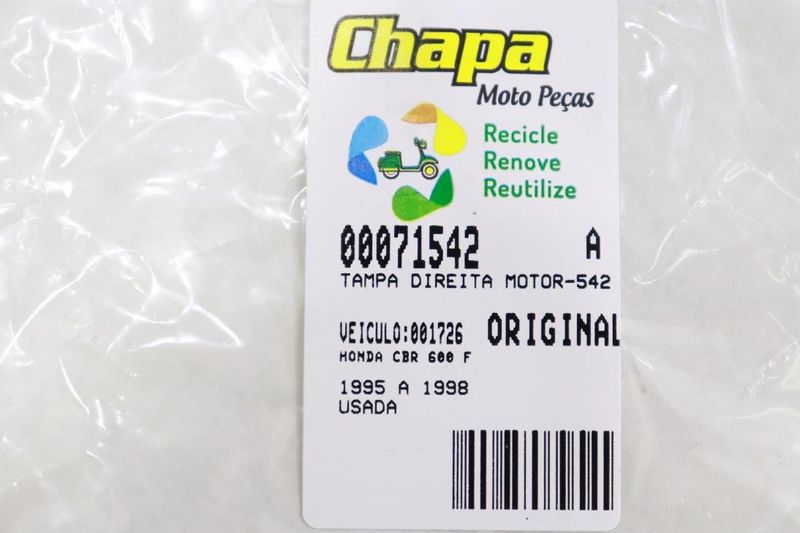 Chapa
Moto Peças
Recicle
Renove
Reutilize
00071542 A
TAMPA DIREITA MOTOR-542
VEICULO:001726 ORIGINAL
HONDA CBR 600 F
1995 A 1998
USADA